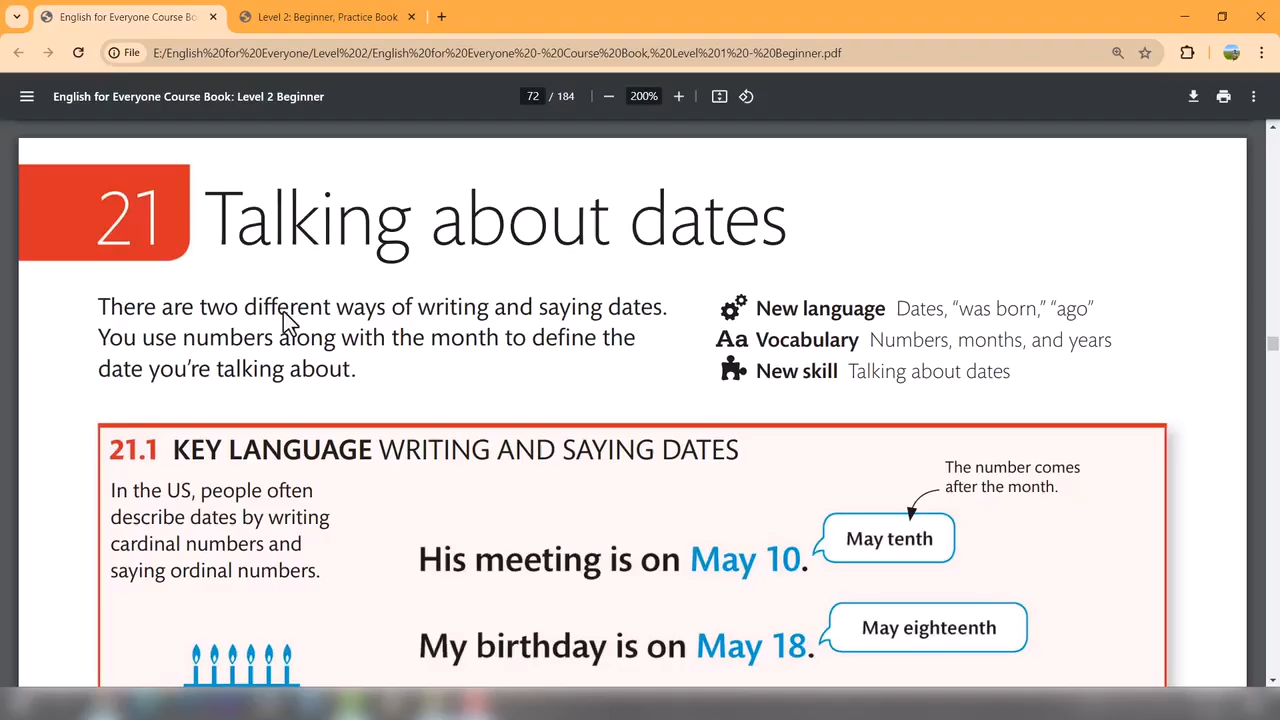 English for Everyone Course Bo
Level 2: Beginner, Practice Book
File
E:/English%20for%20Everyone/Level%202/English%20for%20Everyone%20-%20Course%20Book,%20Level%201%20-%20Beginner.pdf
English for Everyone Course Book: Level 2 Beginner
72 / 184
200%
21 Talking about dates
There are two different ways of writing and saying dates.
You use numbers along with the month to define the
date you're talking about.
New language Dates, “was born,” “ago”
Aa Vocabulary Numbers, months, and years
New skill Talking about dates
21.1 KEY LANGUAGE WRITING AND SAYING DATES
In the US, people often
describe dates by writing
cardinal numbers and
saying ordinal numbers.
The number comes
after the month.
May tenth
His meeting is on May 10.
May eighteenth
My birthday is on May 18.